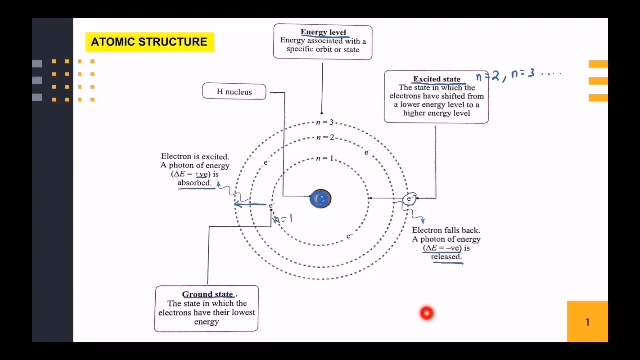 ATOMIC STRUCTURE
Energy level
Energy associated with a
specific orbit or state
Excited state
n=2, n=3 ....
The state in which the
electrons have shifted from
a lower energy level to a
higher energy level
H nucleus
n = 3
n = 2
n = 1
e⁻
e⁻
e⁻
e⁻
e⁻
n=1
Electron is excited.
A photon of energy
(ΔE = +ve) is
absorbed.
Electron falls back.
A photon of energy
(ΔE = −ve) is
released.
Ground state.
The state in which the
electrons have their lowest
energy
1